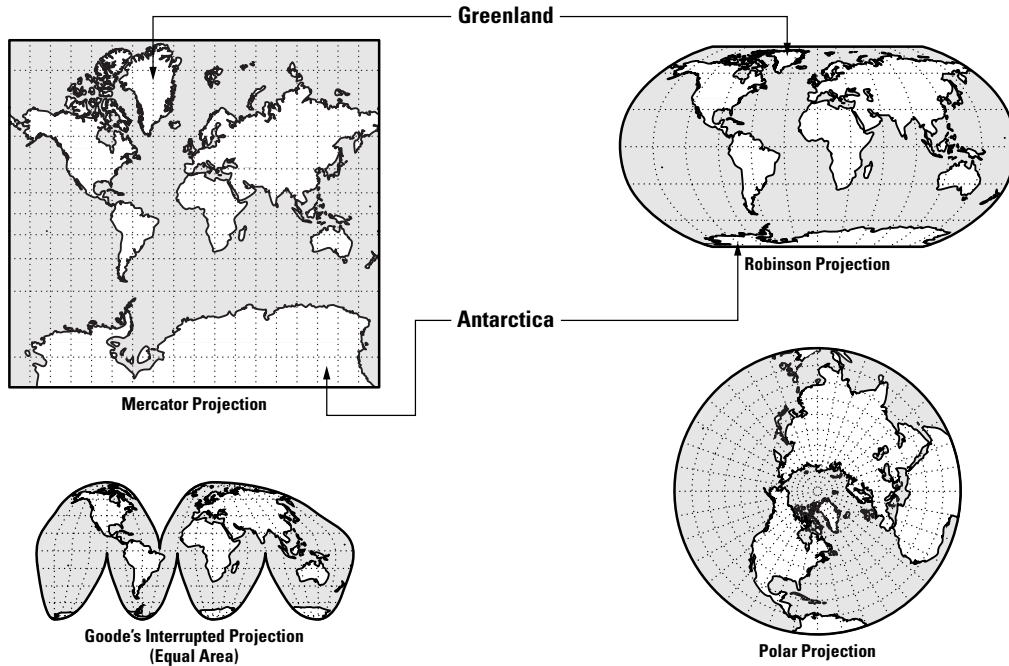 Greenland
Robinson Projection
Antarctica
Mercator Projection
Goode's Interrupted Projection
(Equal Area)
Polar Projection